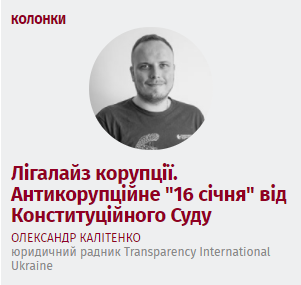 КОЛОНКИ
Лігалайз корупції.
Антикорупційне "16 січня" від
Конституційного Суду
ОЛЕКСАНДР КАЛІТЕНКО
юридичний радник Transparency International
Ukraine